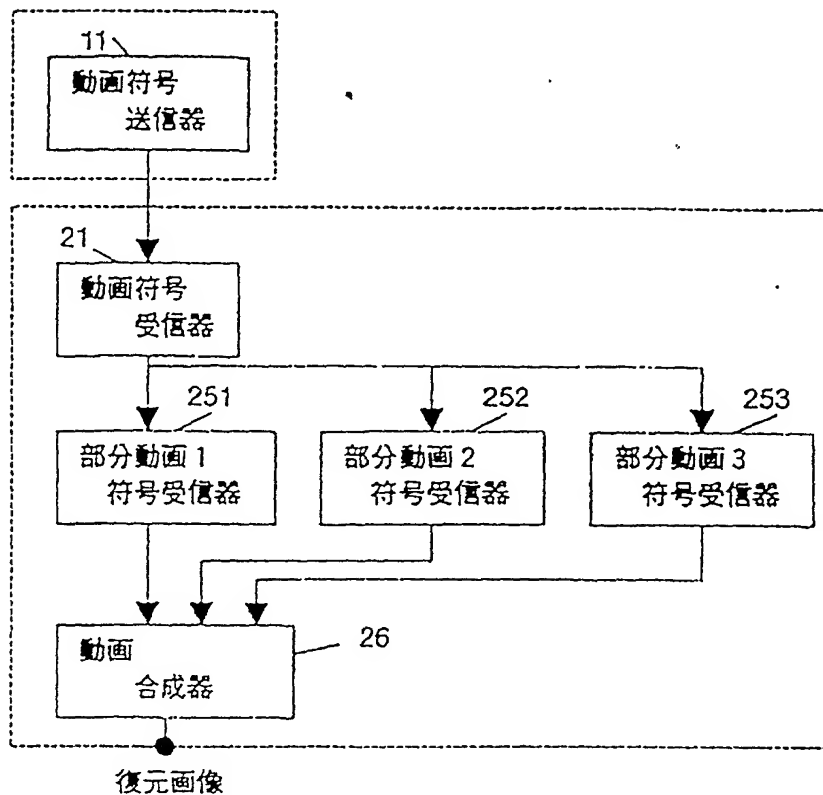 11
動画符号
送信器
21
動画符号
受信器
251
252
253
部分動画1
符号受信器
部分動画2
符号受信器
部分動画3
符号受信器
動画
合成器
26
復元画像